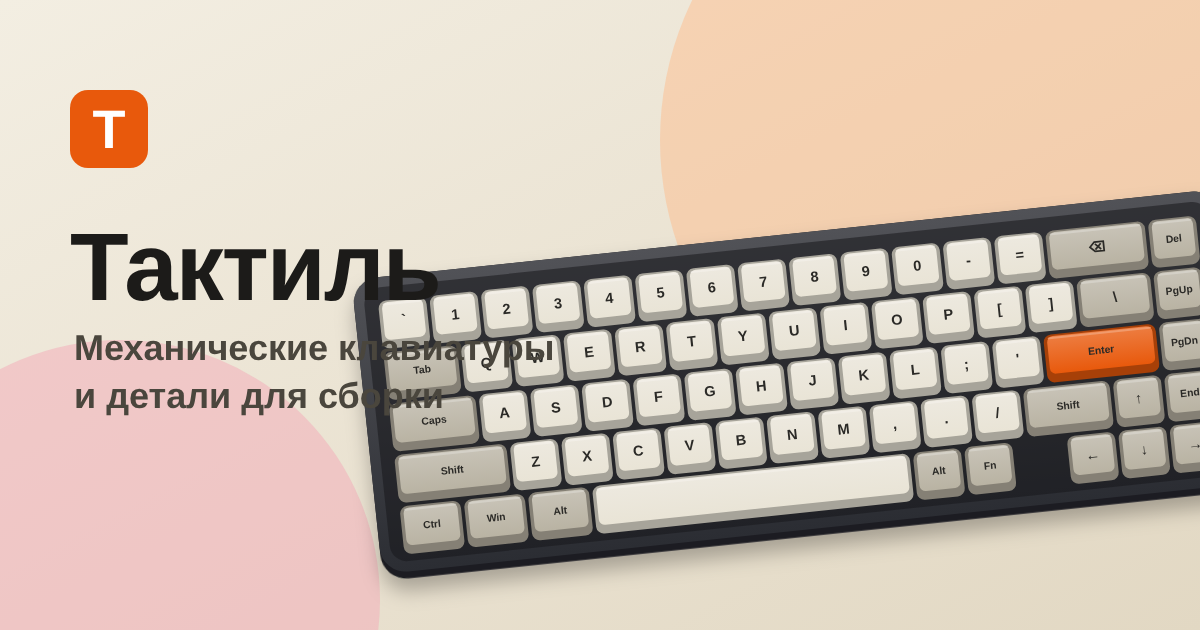 Т
Тактиль
Механические клавиатуры
и детали для сборки
` 1 2 3 4 5 6 7 8 9 0 - = ⌫ Del
Tab Q W E R T Y U I O P [ ] \ PgUp
Caps A S D F G H J K L ; ' Enter PgDn
Shift Z X C V B N M , . / Shift ↑ End
Ctrl Win Alt Alt Fn ← ↓ →